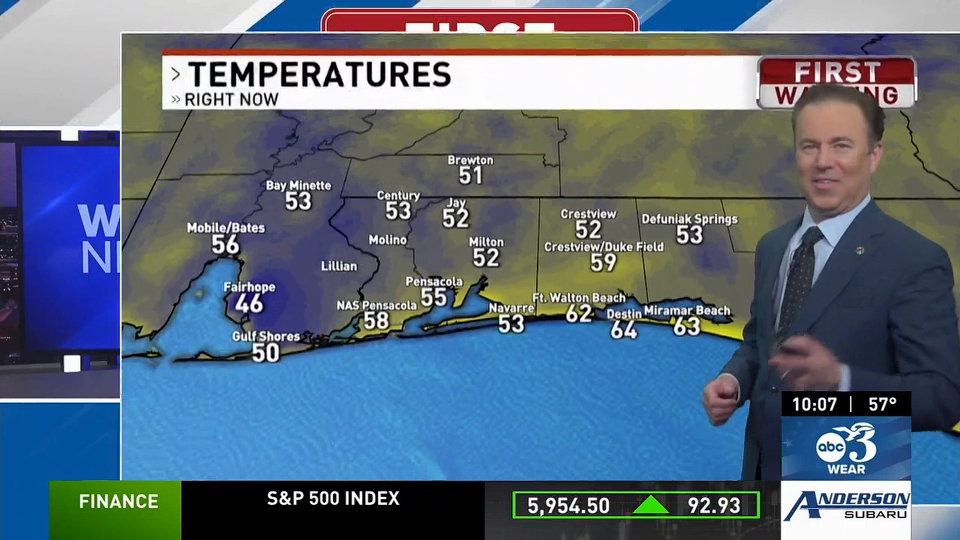 FIRST
> TEMPERATURES
» RIGHT NOW
FIRST
WARNING
Brewton
51
Bay Minette
53
Century
53
Jay
52
Crestview
52
Defuniak Springs
53
Mobile/Bates
56
Molino
Milton
52
Crestview/Duke Field
59
Lillian
Fairhope
46
Pensacola
55
NAS Pensacola
58
Navarre
53
Ft. Walton Beach
62
Destin
64
Miramar Beach
63
Gulf Shores
50
10:07 | 57°
abc 3
WEAR
FINANCE
S&P 500 INDEX
5,954.50 ▲ 92.93
ANDERSON
SUBARU